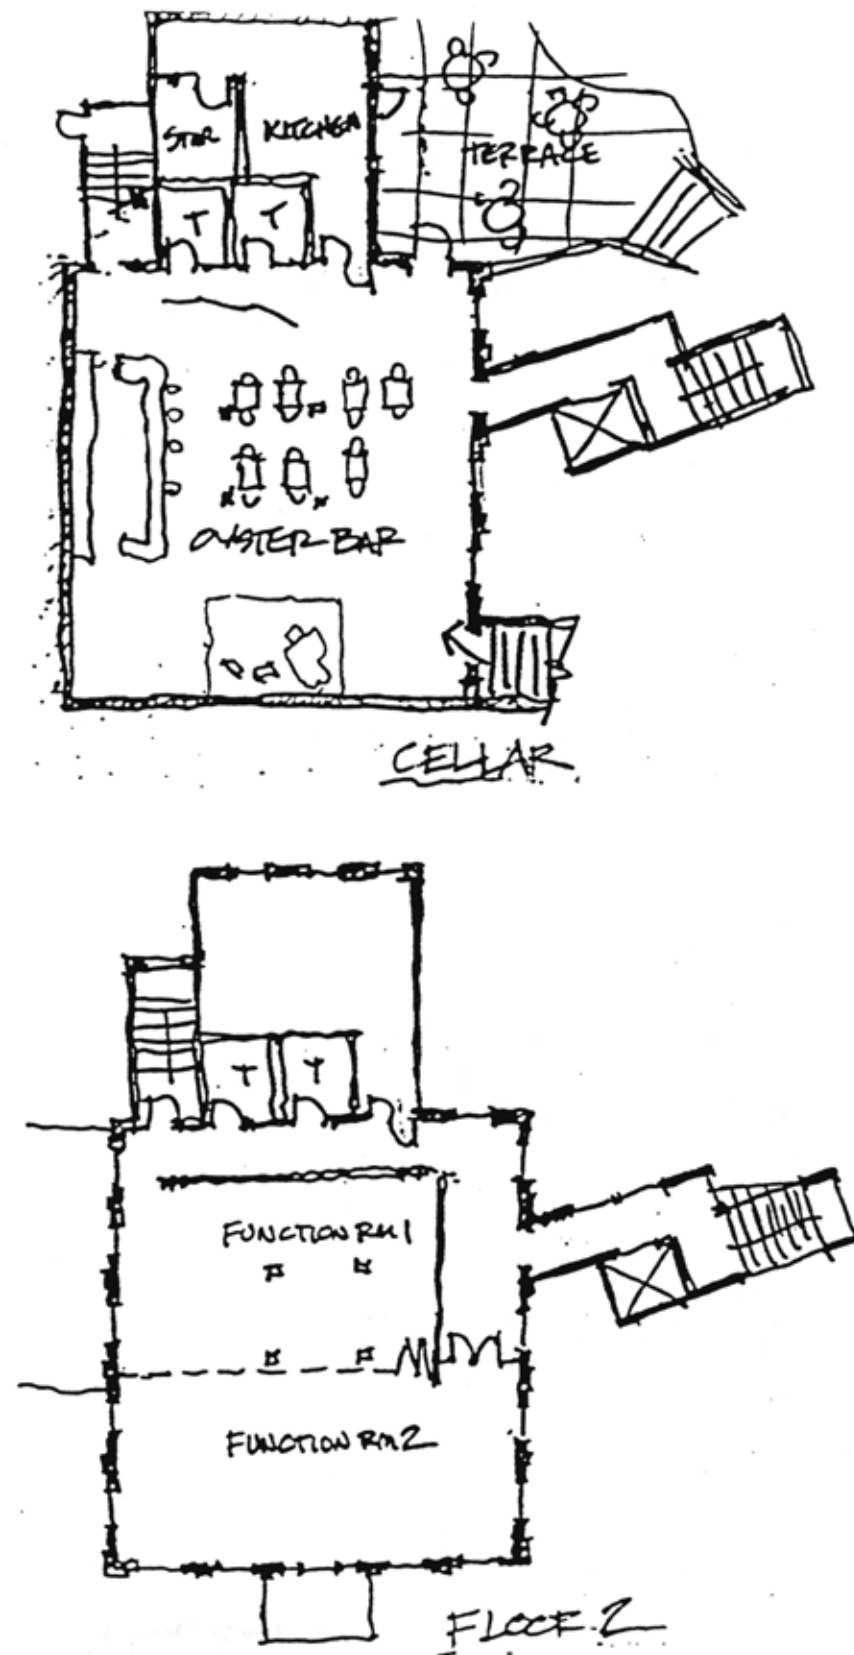 STOR
KITCHEN
TERRACE
T
T
OYSTER BAR
CELLAR
T
T
FUNCTION RM 1
FUNCTION RM 2
FLOOR 2